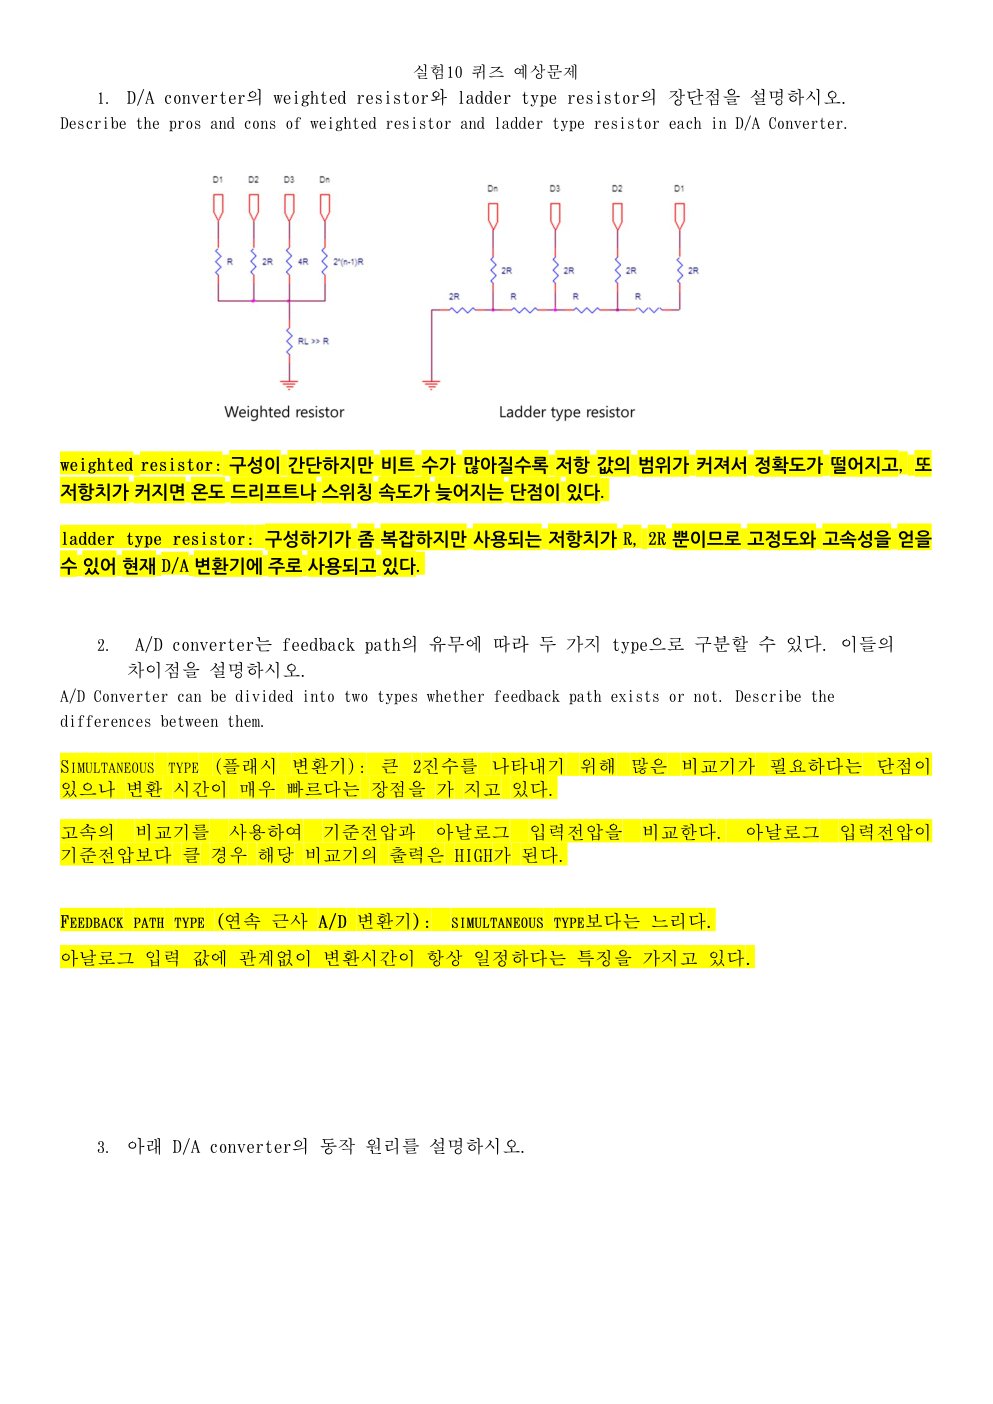 실험10 퀴즈 예상문제
1. D/A converter의 weighted resistor와 ladder type resistor의 장단점을 설명하시오.
Describe the pros and cons of weighted resistor and ladder type resistor each in D/A Converter.
D1 D2 D3 Dn
Dn D3 D2 D1
R 2R 4R 2^(n-1)R
2R 2R 2R 2R
2R R R R
RL >> R
Weighted resistor
Ladder type resistor
weighted resistor: 구성이 간단하지만 비트 수가 많아질수록 저항 값의 범위가 커져서 정확도가 떨어지고, 또
저항치가 커지면 온도 드리프트나 스위칭 속도가 늦어지는 단점이 있다.
ladder type resistor: 구성하기가 좀 복잡하지만 사용되는 저항치가 R, 2R 뿐이므로 고정도와 고속성을 얻을
수 있어 현재 D/A 변환기에 주로 사용되고 있다.
2. A/D converter는 feedback path의 유무에 따라 두 가지 type으로 구분할 수 있다. 이들의
차이점을 설명하시오.
A/D Converter can be divided into two types whether feedback path exists or not. Describe the
differences between them.
SIMULTANEOUS TYPE (플래시 변환기): 큰 2진수를 나타내기 위해 많은 비교기가 필요하다는 단점이
있으나 변환 시간이 매우 빠르다는 장점을 가 지고 있다.
고속의 비교기를 사용하여 기준전압과 아날로그 입력전압을 비교한다. 아날로그 입력전압이
기준전압보다 클 경우 해당 비교기의 출력은 HIGH가 된다.
FEEDBACK PATH TYPE (연속 근사 A/D 변환기): SIMULTANEOUS TYPE보다는 느리다.
아날로그 입력 값에 관계없이 변환시간이 항상 일정하다는 특징을 가지고 있다.
3. 아래 D/A converter의 동작 원리를 설명하시오.